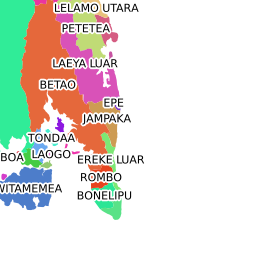 LELAMO UTARA
PETETEA
LAEYA LUAR
BETAO
EPE
JAMPAKA
TONDAA
BOA
LAOGO
EREKE LUAR
WITAMEMEA
ROMBO
BONELIPU